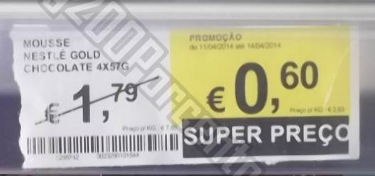 MOUSSE
NESTLÉ GOLD
CHOCOLATE 4X57G
€ 1,79
PROMOÇÃO
de 11/04/2014 até 14/04/2014
€ 0,60
SUPER PREÇO